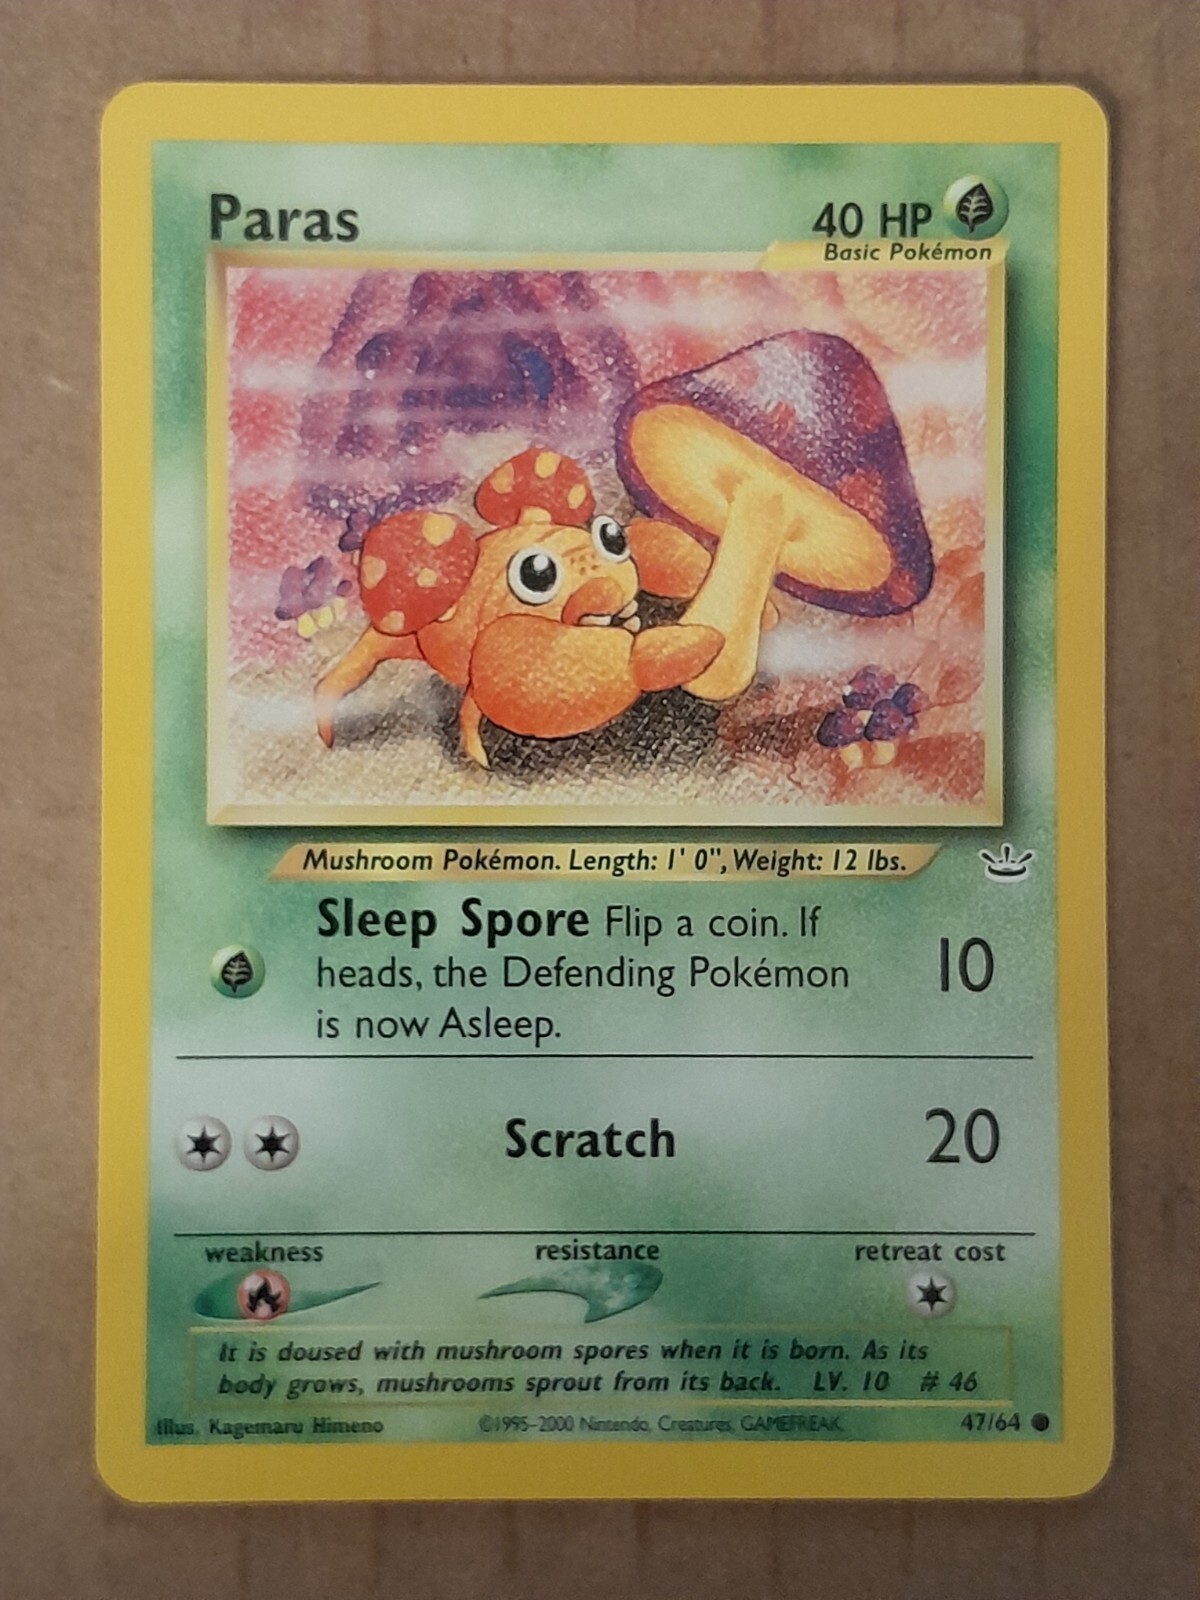 Paras
40 HP
Basic Pokémon
Mushroom Pokémon. Length: 1' 0", Weight: 12 lbs.
Sleep Spore Flip a coin. If
heads, the Defending Pokémon
is now Asleep.
10
Scratch
20
weakness
resistance
retreat cost
It is doused with mushroom spores when it is born. As its
body grows, mushrooms sprout from its back. LV. 10 # 46
Illus. Kagemaru Himeno
©1995–2000 Nintendo, Creatures, GAMEFREAK.
47/64